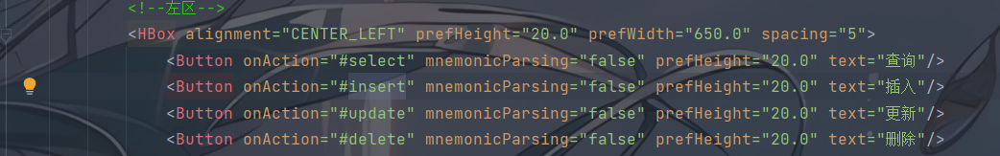 <!--左区-->
<HBox alignment="CENTER_LEFT" prefHeight="20.0" prefWidth="650.0" spacing="5">
<Button onAction="#select" mnemonicParsing="false" prefHeight="20.0" text="查询"/>
<Button onAction="#insert" mnemonicParsing="false" prefHeight="20.0" text="插入"/>
<Button onAction="#update" mnemonicParsing="false" prefHeight="20.0" text="更新"/>
<Button onAction="#delete" mnemonicParsing="false" prefHeight="20.0" text="删除"/>